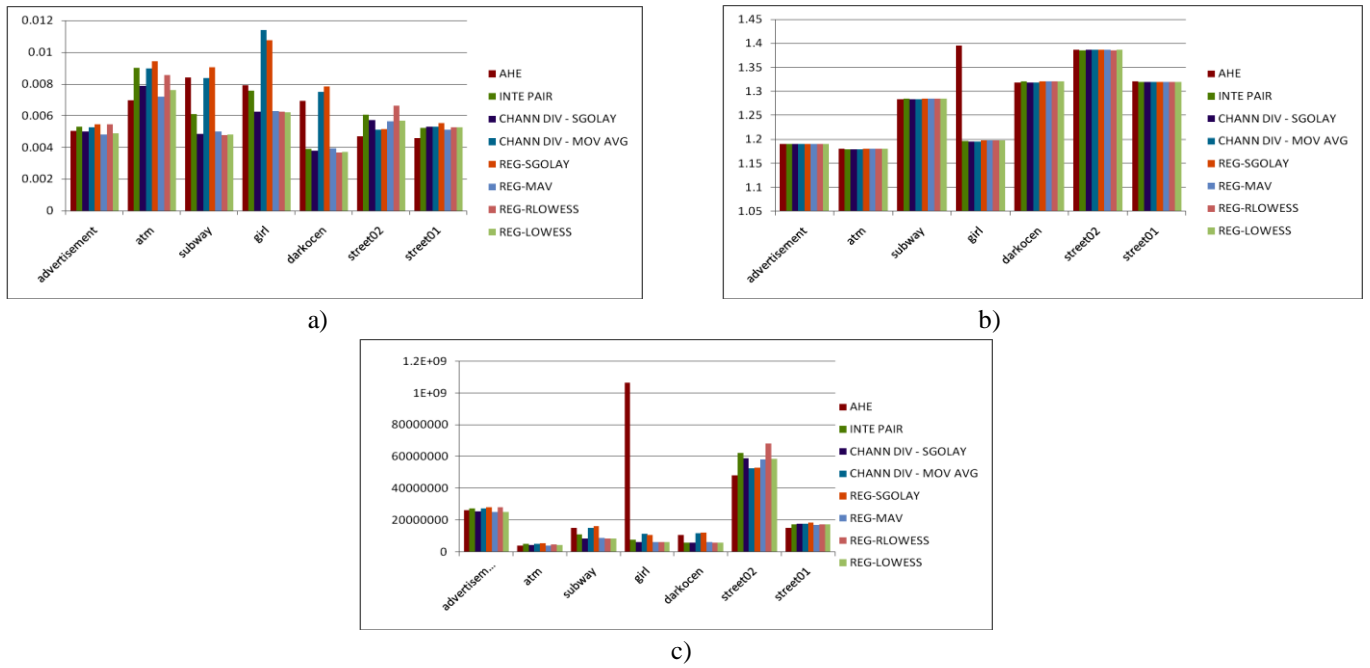 0.012
0.01
0.008
0.006
0.004
0.002
0
advertisement
atm
subway
girl
darkocen
street02
street01
AHE
INTE PAIR
CHANN DIV - SGOLAY
CHANN DIV - MOV AVG
REG-SGOLAY
REG-MAV
REG-RLOWESS
REG-LOWESS
a)
1.45
1.4
1.35
1.3
1.25
1.2
1.15
1.1
1.05
advertisement
atm
subway
girl
darkocen
street02
street01
AHE
INTE PAIR
CHANN DIV - SGOLAY
CHANN DIV - MOV AVG
REG-SGOLAY
REG-MAV
REG-RLOWESS
REG-LOWESS
b)
1.2E+09
1E+09
80000000
60000000
40000000
20000000
0
advertisem...
atm
subway
girl
darkocen
street02
street01
AHE
INTE PAIR
CHANN DIV - SGOLAY
CHANN DIV - MOV AVG
REG-SGOLAY
REG-MAV
REG-RLOWESS
REG-LOWESS
c)